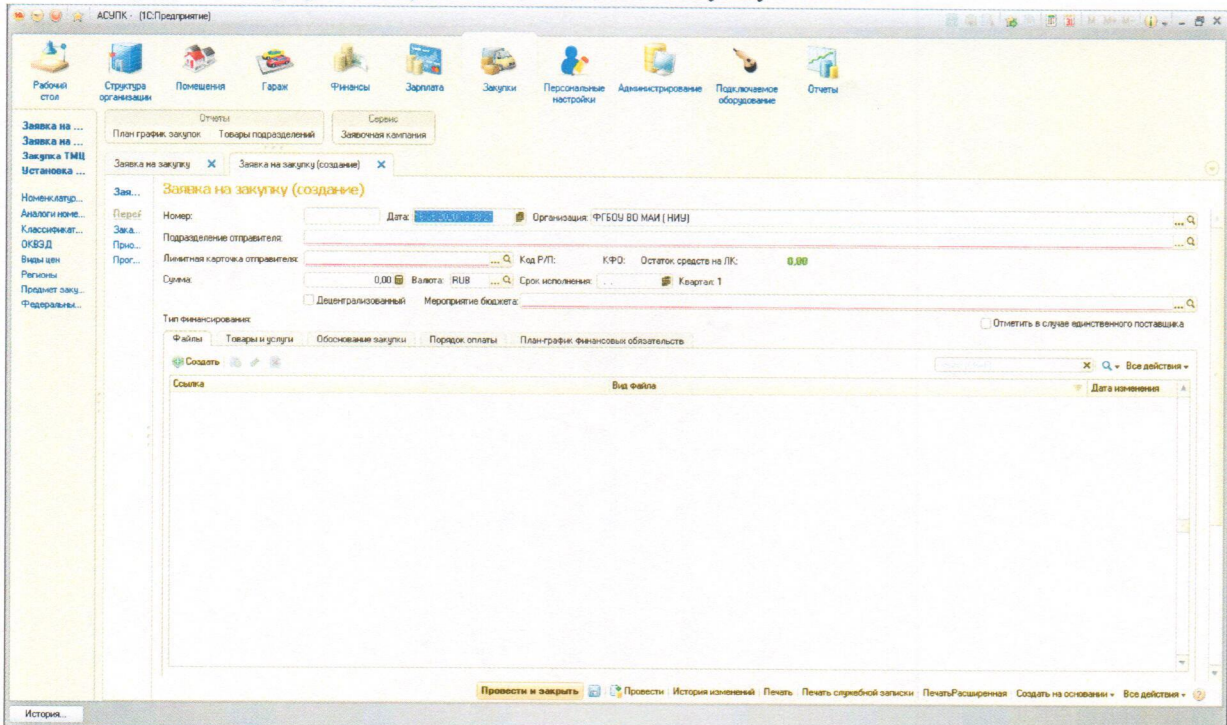 АСУПК - (1С:Предприятие)
M M+ M-
Рабочий стол
Структура организации
Помещения
Гараж
Финансы
Зарплата
Закупки
Персональные настройки
Администрирование
Подключаемое оборудование
Отчеты
Заявка на ...
Заявка на ...
Закупка ТМЦ
Установка ...
Номенклатур...
Аналоги номе...
Классификат...
ОКВЭД
Виды цен
Регионы
Предмет заку...
Федеральны...
Отчеты
План график закупок Товары подразделений
Сервис
Заявочная кампания
Заявка на закупку Заявка на закупку (создание)
Зая...
Перей
Зака...
Прио...
Прог...
Заявка на закупку (создание)
Номер: Дата: Организация: ФГБОУ ВО МАИ (НИУ)
Подразделение отправителя:
Лимитная карточка отправителя: Код Р/П: КФО: Остаток средств на ЛК: 0,00
Сумма: 0,00 Валюта: RUB Срок исполнения: . . Квартал: 1
Децентрализованный Мероприятие бюджета:
Тип финансирования: Отметить в случае единственного поставщика
Файлы Товары и услуги Обоснование закупки Порядок оплаты План-график финансовых обязательств
Создать Все действия
Ссылка Вид файла Дата изменения
Провести и закрыть Провести История изменений Печать Печать служебной записки ПечатьРасширенная Создать на основании Все действия
История...